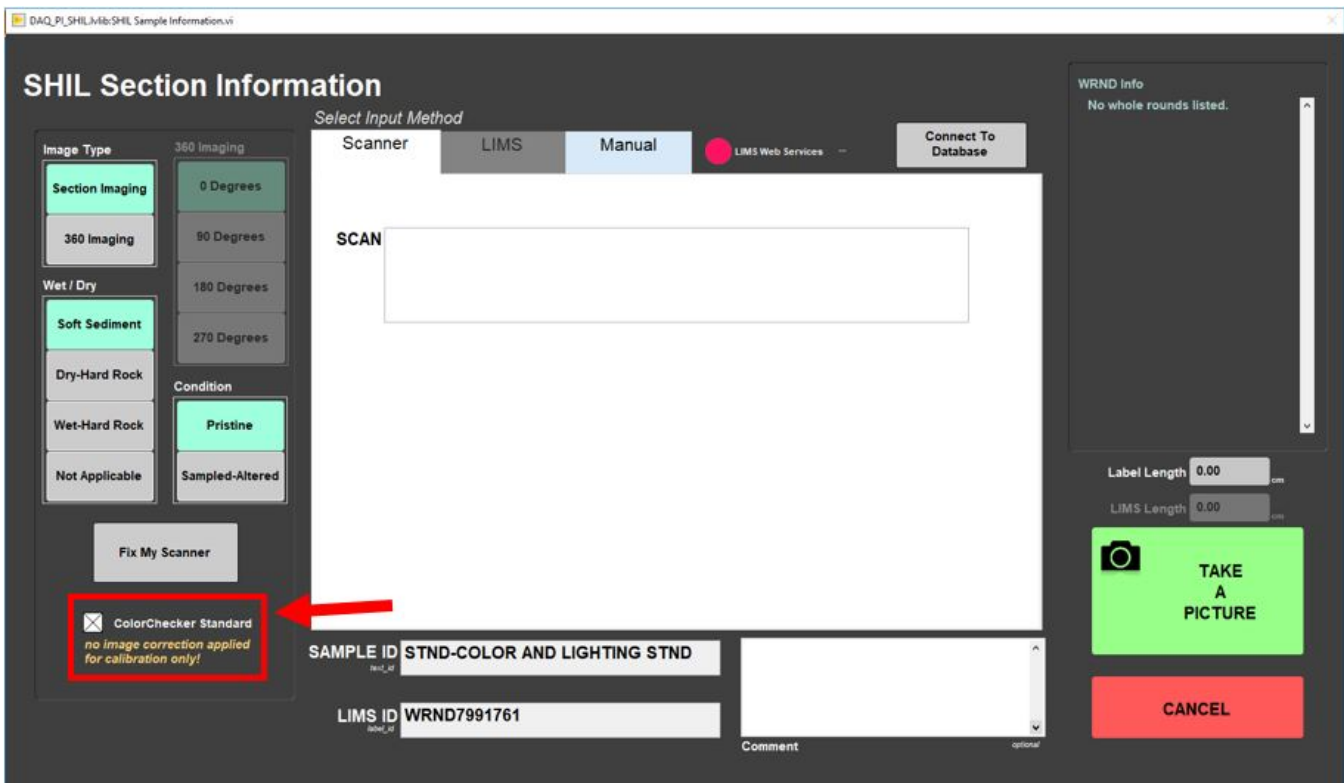 DAQ_PI_SHIL.lvlib:SHIL Sample Information.vi
SHIL Section Information
Select Input Method
Scanner
LIMS
Manual
LIMS Web Services
Connect To
Database
Image Type
Section Imaging
360 Imaging
360 Imaging
0 Degrees
90 Degrees
180 Degrees
270 Degrees
Wet / Dry
Soft Sediment
Dry-Hard Rock
Wet-Hard Rock
Not Applicable
Condition
Pristine
Sampled-Altered
Fix My Scanner
ColorChecker Standard
no image correction applied
for calibration only!
SCAN
SAMPLE ID STND-COLOR AND LIGHTING STND
text_id
LIMS ID WRND7991761
label_id
Comment
optional
WRND Info
No whole rounds listed.
Label Length 0.00 cm
LIMS Length 0.00 cm
TAKE
A
PICTURE
CANCEL